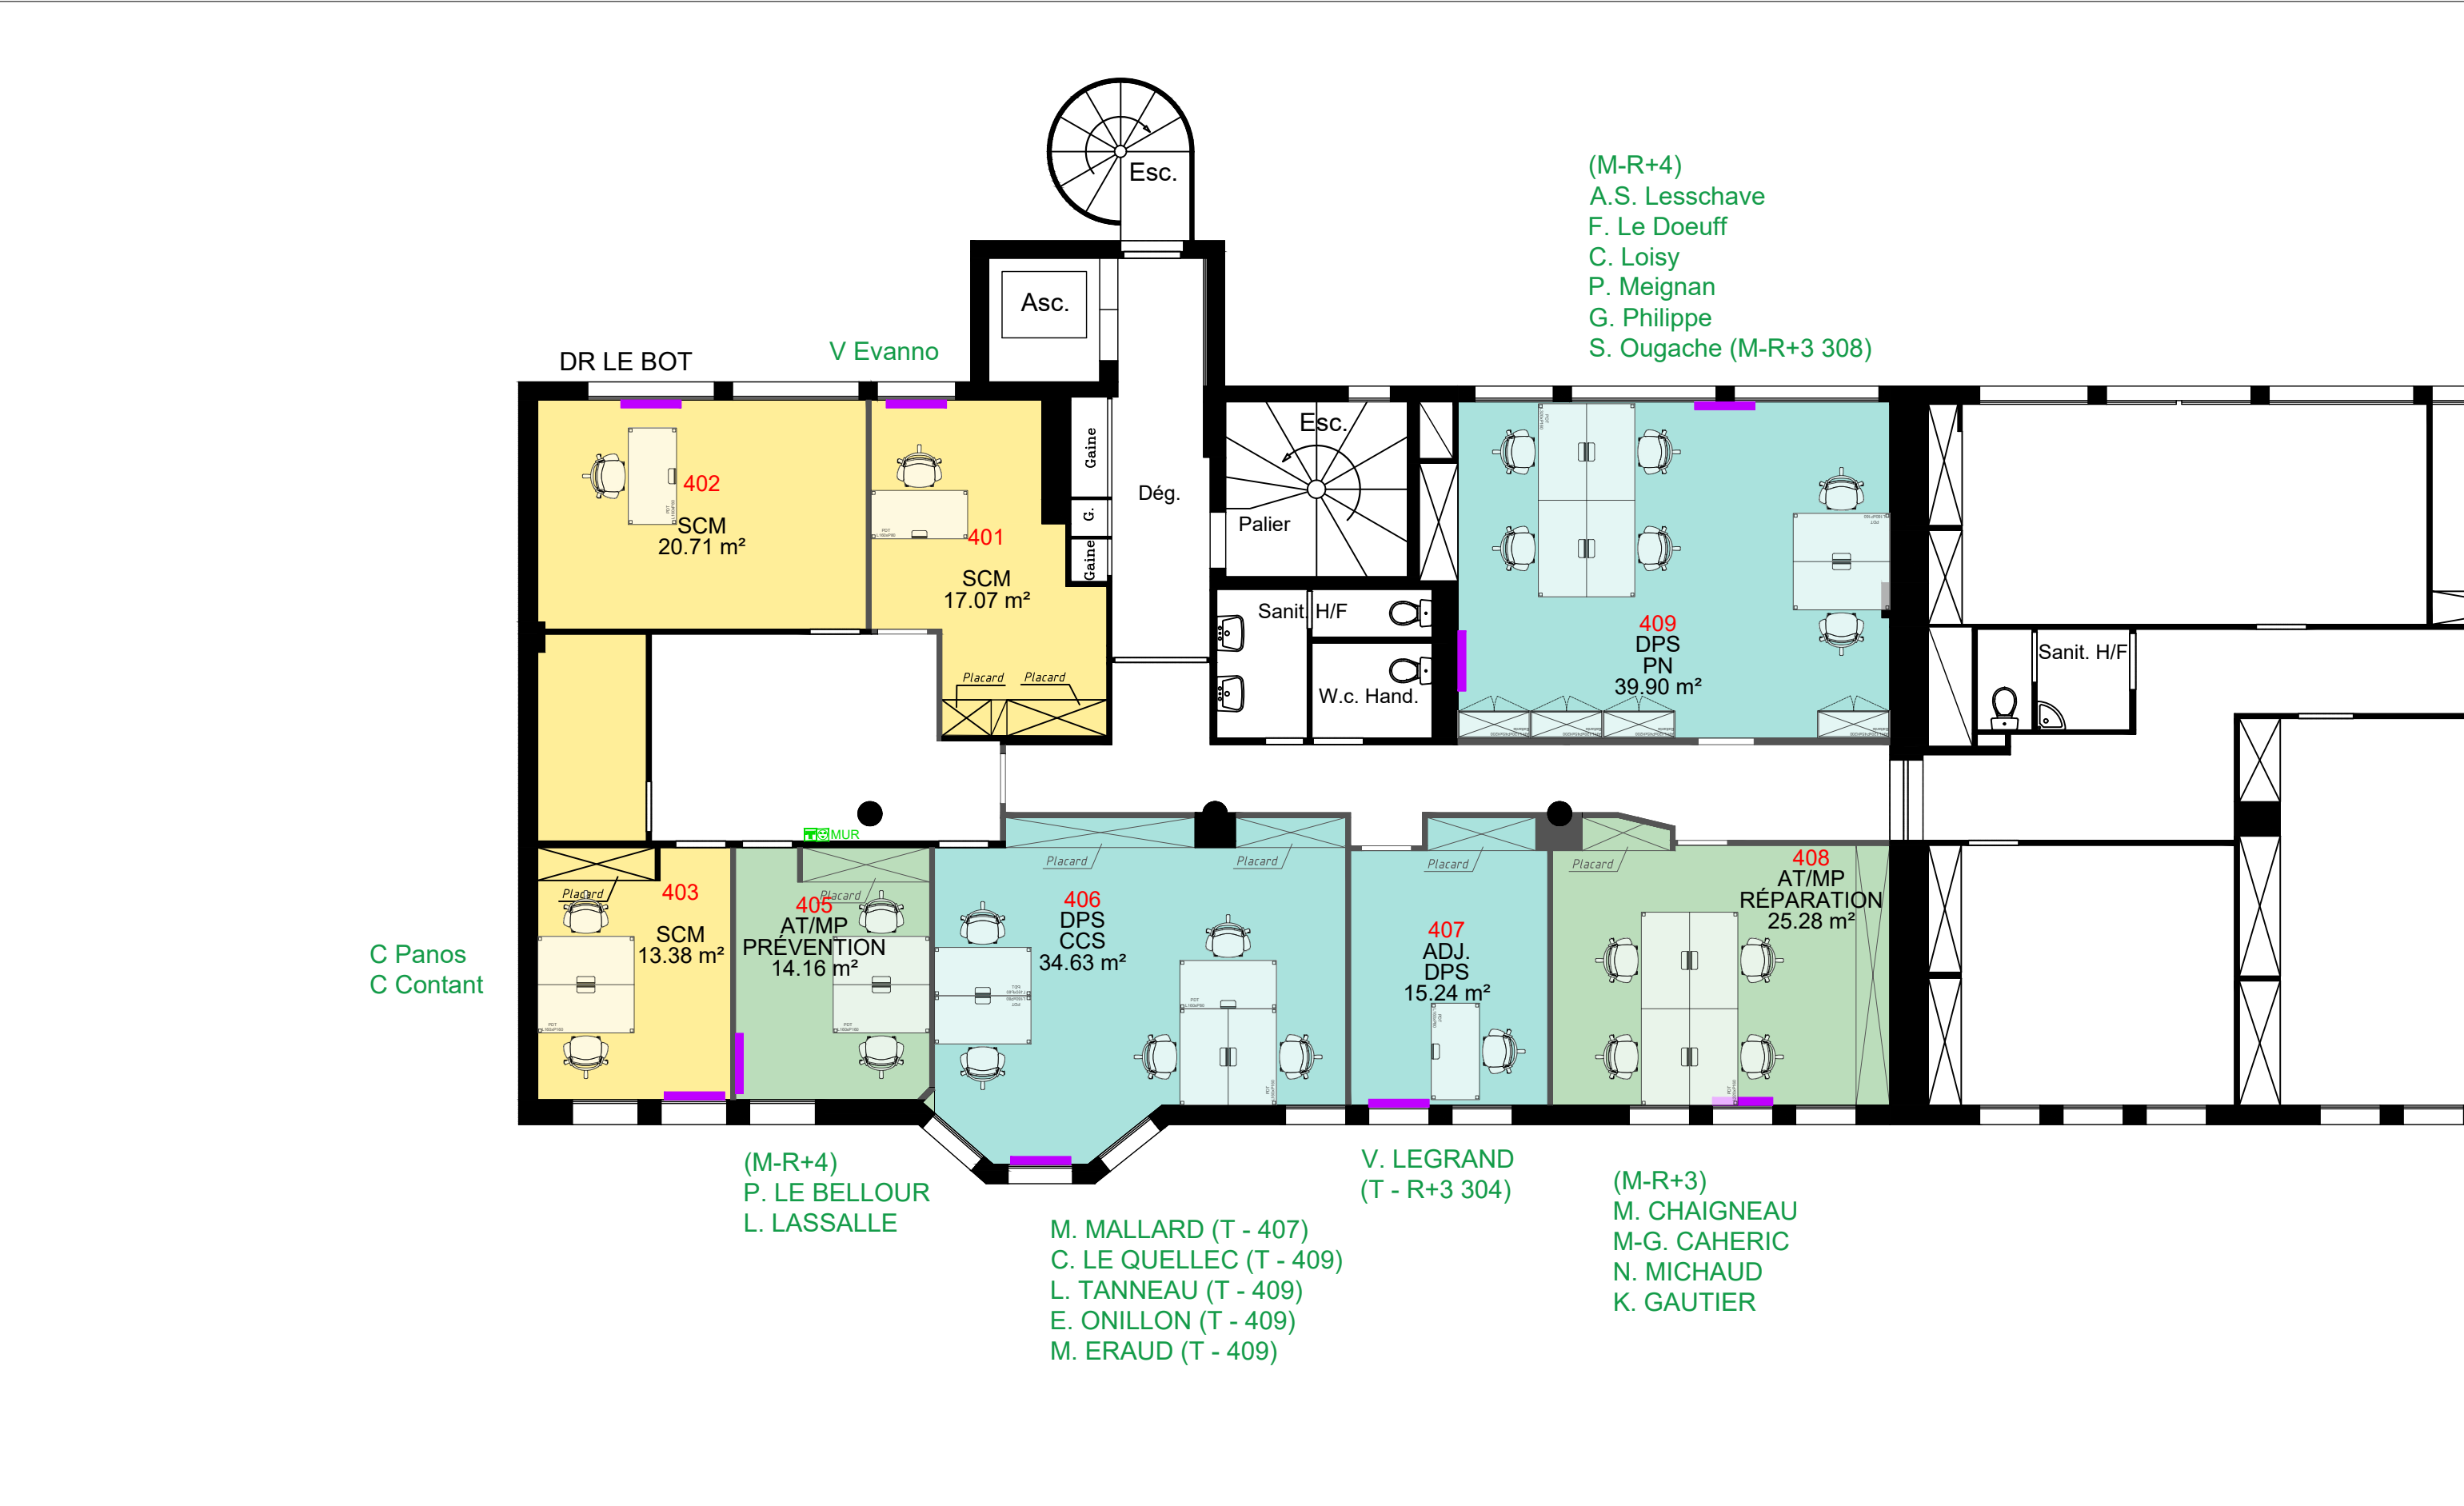 Esc.
(M-R+4)
A.S. Lesschave
F. Le Doeuff
C. Loisy
P. Meignan
G. Philippe
S. Ougache (M-R+3 308)
Asc.
DR LE BOT
V Evanno
402
SCM
20.71 m²
401
SCM
17.07 m²
Placard
Placard
Gaine
G.
Gaine
Dég.
Esc.
Palier
Sanit. H/F
W.c. Hand.
409
DPS
PN
39.90 m²
Sanit. H/F
MUR
Placard
403
SCM
13.38 m²
C Panos
C Contant
Placard
405
AT/MP
PRÉVENTION
14.16 m²
Placard
Placard
406
DPS
CCS
34.63 m²
Placard
407
ADJ.
DPS
15.24 m²
Placard
408
AT/MP
RÉPARATION
25.28 m²
(M-R+4)
P. LE BELLOUR
L. LASSALLE
M. MALLARD (T - 407)
C. LE QUELLEC (T - 409)
L. TANNEAU (T - 409)
E. ONILLON (T - 409)
M. ERAUD (T - 409)
V. LEGRAND
(T - R+3 304)
(M-R+3)
M. CHAIGNEAU
M-G. CAHERIC
N. MICHAUD
K. GAUTIER